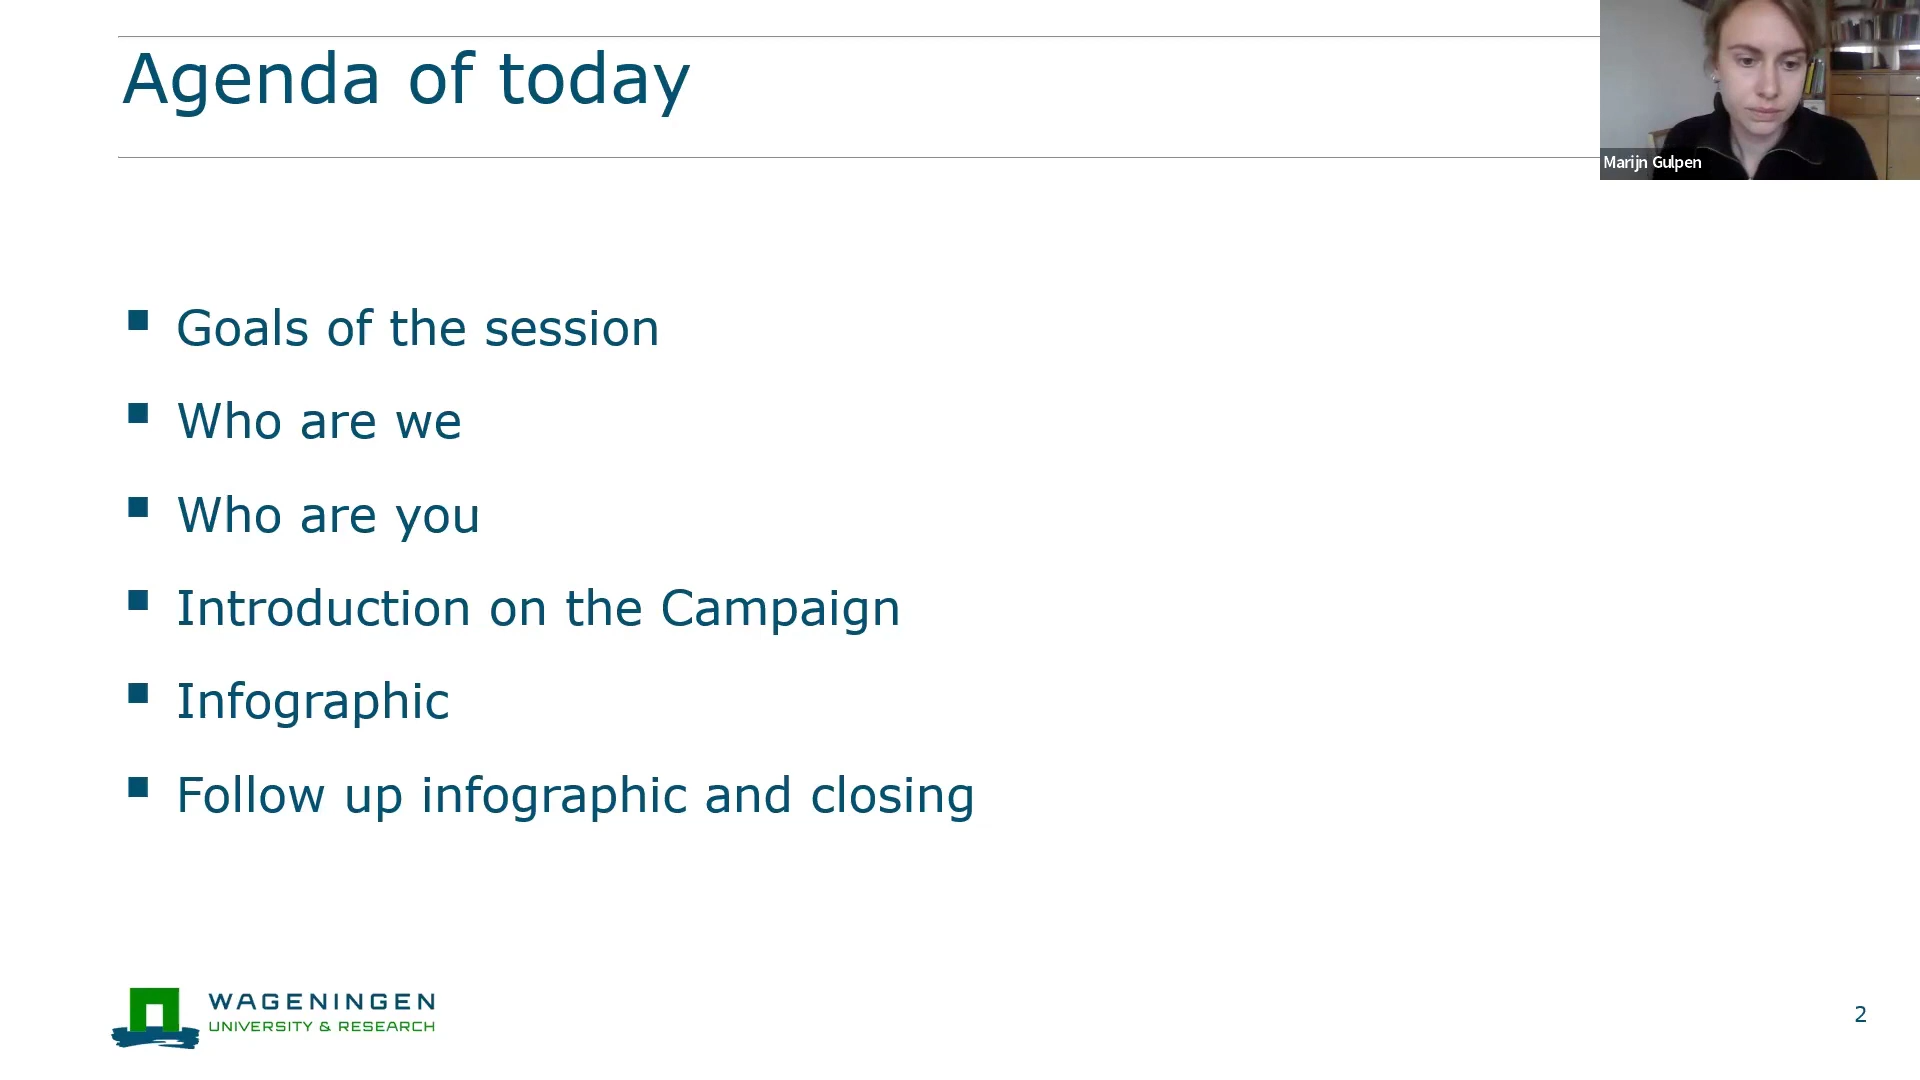 Agenda of today
Marijn Gulpen
Goals of the session
Who are we
Who are you
Introduction on the Campaign
Infographic
Follow up infographic and closing
WAGENINGEN
UNIVERSITY & RESEARCH
2